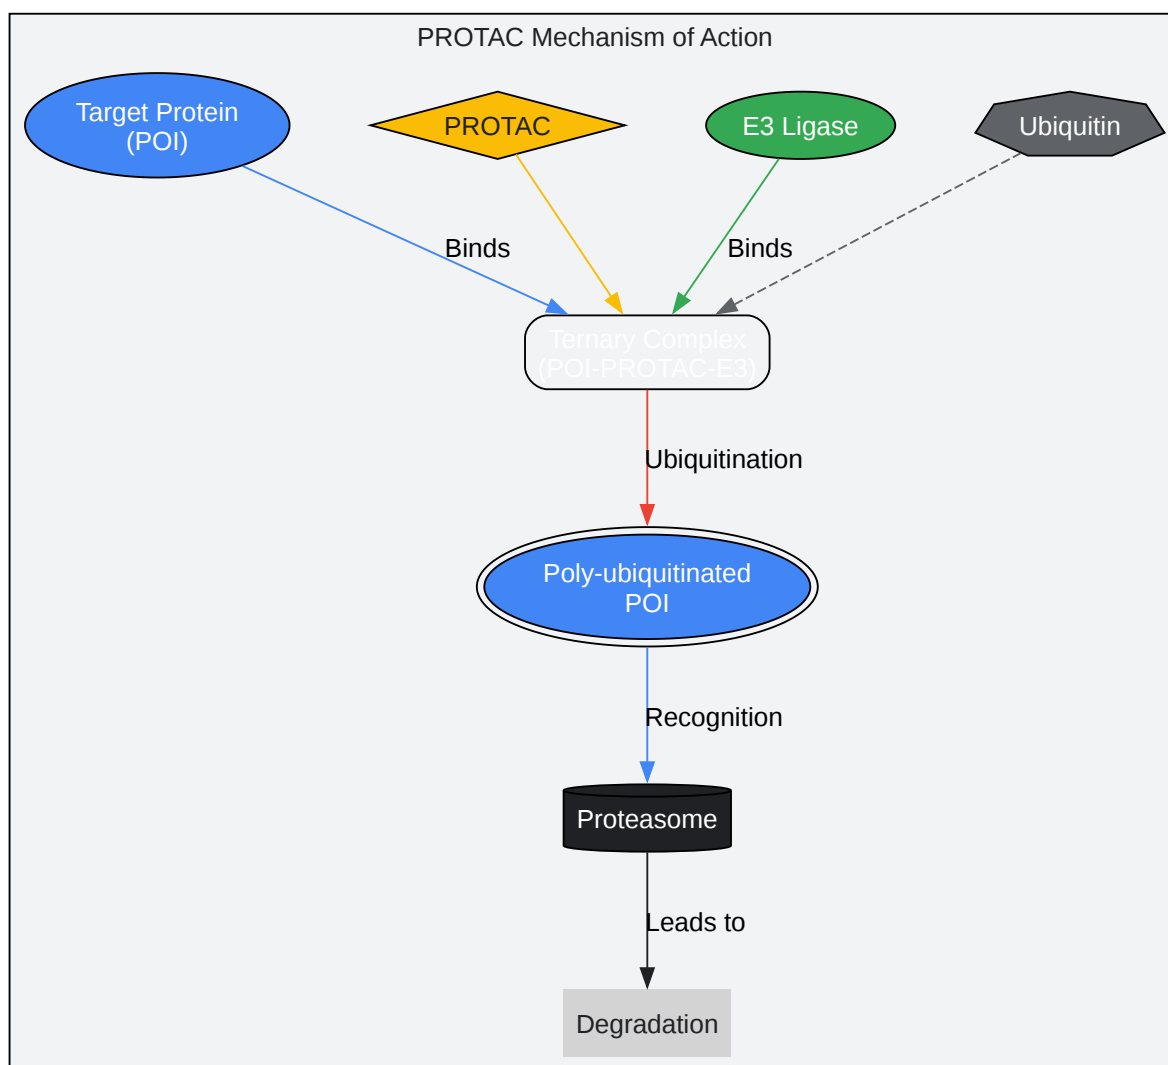 PROTAC Mechanism of Action
Target Protein
(POI)
PROTAC
E3 Ligase
Ubiquitin
Binds
Binds
Ternary Complex
(POI-PROTAC-E3)
Ubiquitination
Poly-ubiquitinated
POI
Recognition
Proteasome
Leads to
Degradation